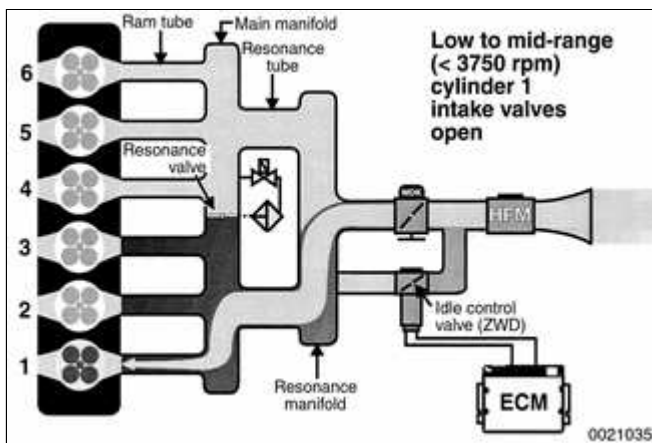 Ram tube
Main manifold
Resonance
tube
Low to mid-range
(< 3750 rpm)
cylinder 1
intake valves
open
6
5
Resonance
valve
4
3
2
1
HFM
Idle control
valve (ZWD)
Resonance
manifold
ECM
0021035